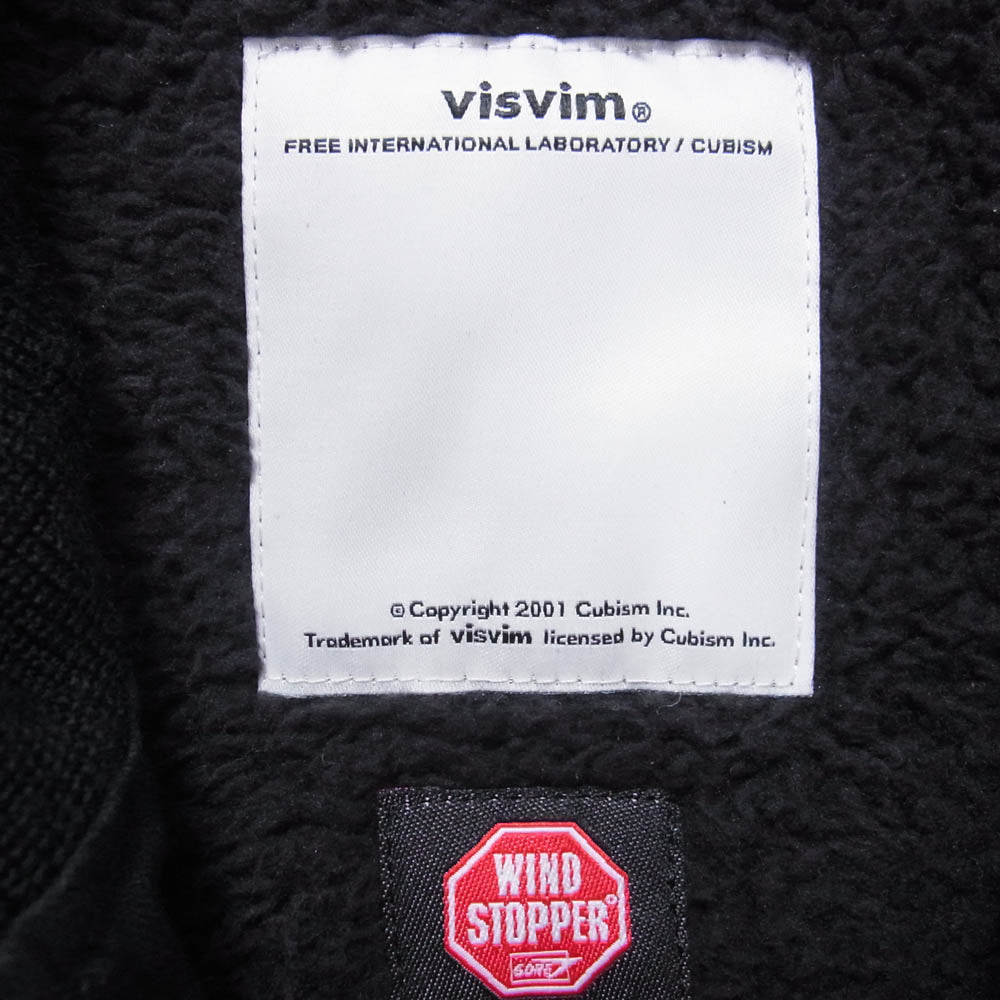 visvim®
FREE INTERNATIONAL LABORATORY / CUBISM
© Copyright 2001 Cubism Inc.
Trademark of visvim licensed by Cubism Inc.
WIND
STOPPER®
GORE